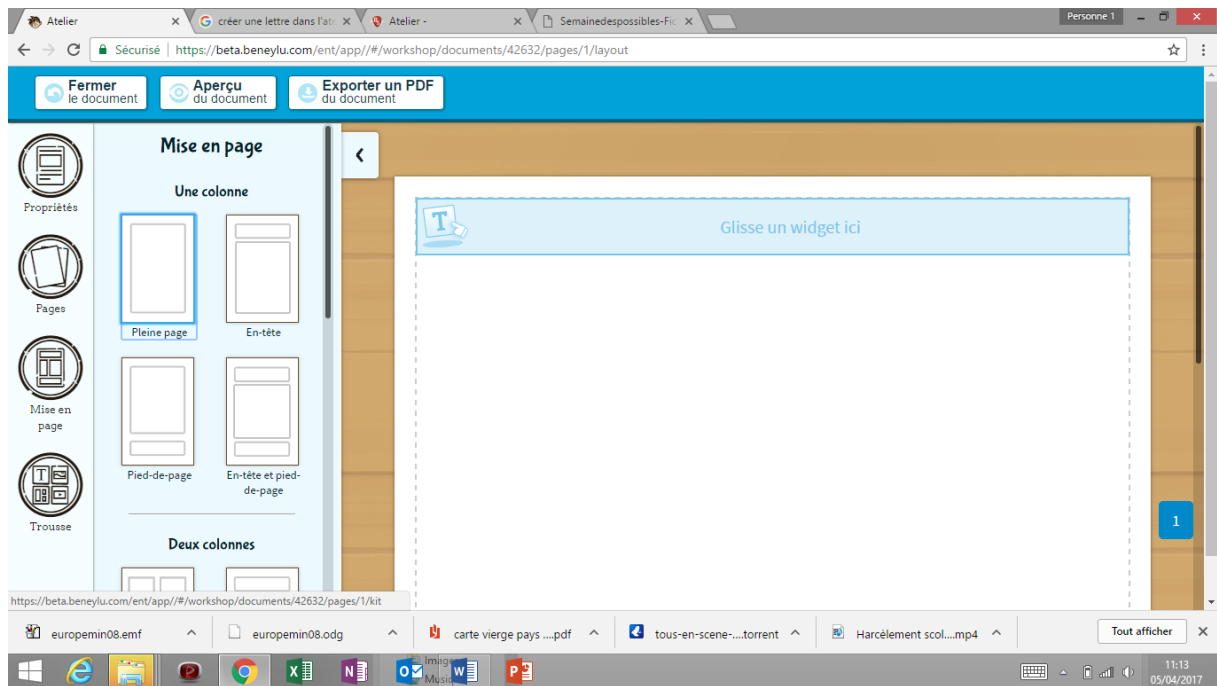 Atelier
créer une lettre dans l'ate
Atelier -
Semainedespossibles-Fic
Personne 1
Sécurisé
https://beta.beneylu.com/ent/app//#/workshop/documents/42632/pages/1/layout
Fermer
le document
Aperçu
du document
Exporter un PDF
du document
Propriétés
Pages
Mise en
page
Trousse
Mise en page
Une colonne
Pleine page
En-tête
Pied-de-page
En-tête et pied-
de-page
Deux colonnes
T
Glisse un widget ici
1
https://beta.beneylu.com/ent/app//#/workshop/documents/42632/pages/1/kit
europemin08.emf
europemin08.odg
carte vierge pays ....pdf
tous-en-scene-....torrent
Harcèlement scol....mp4
Tout afficher
11:13
05/04/2017